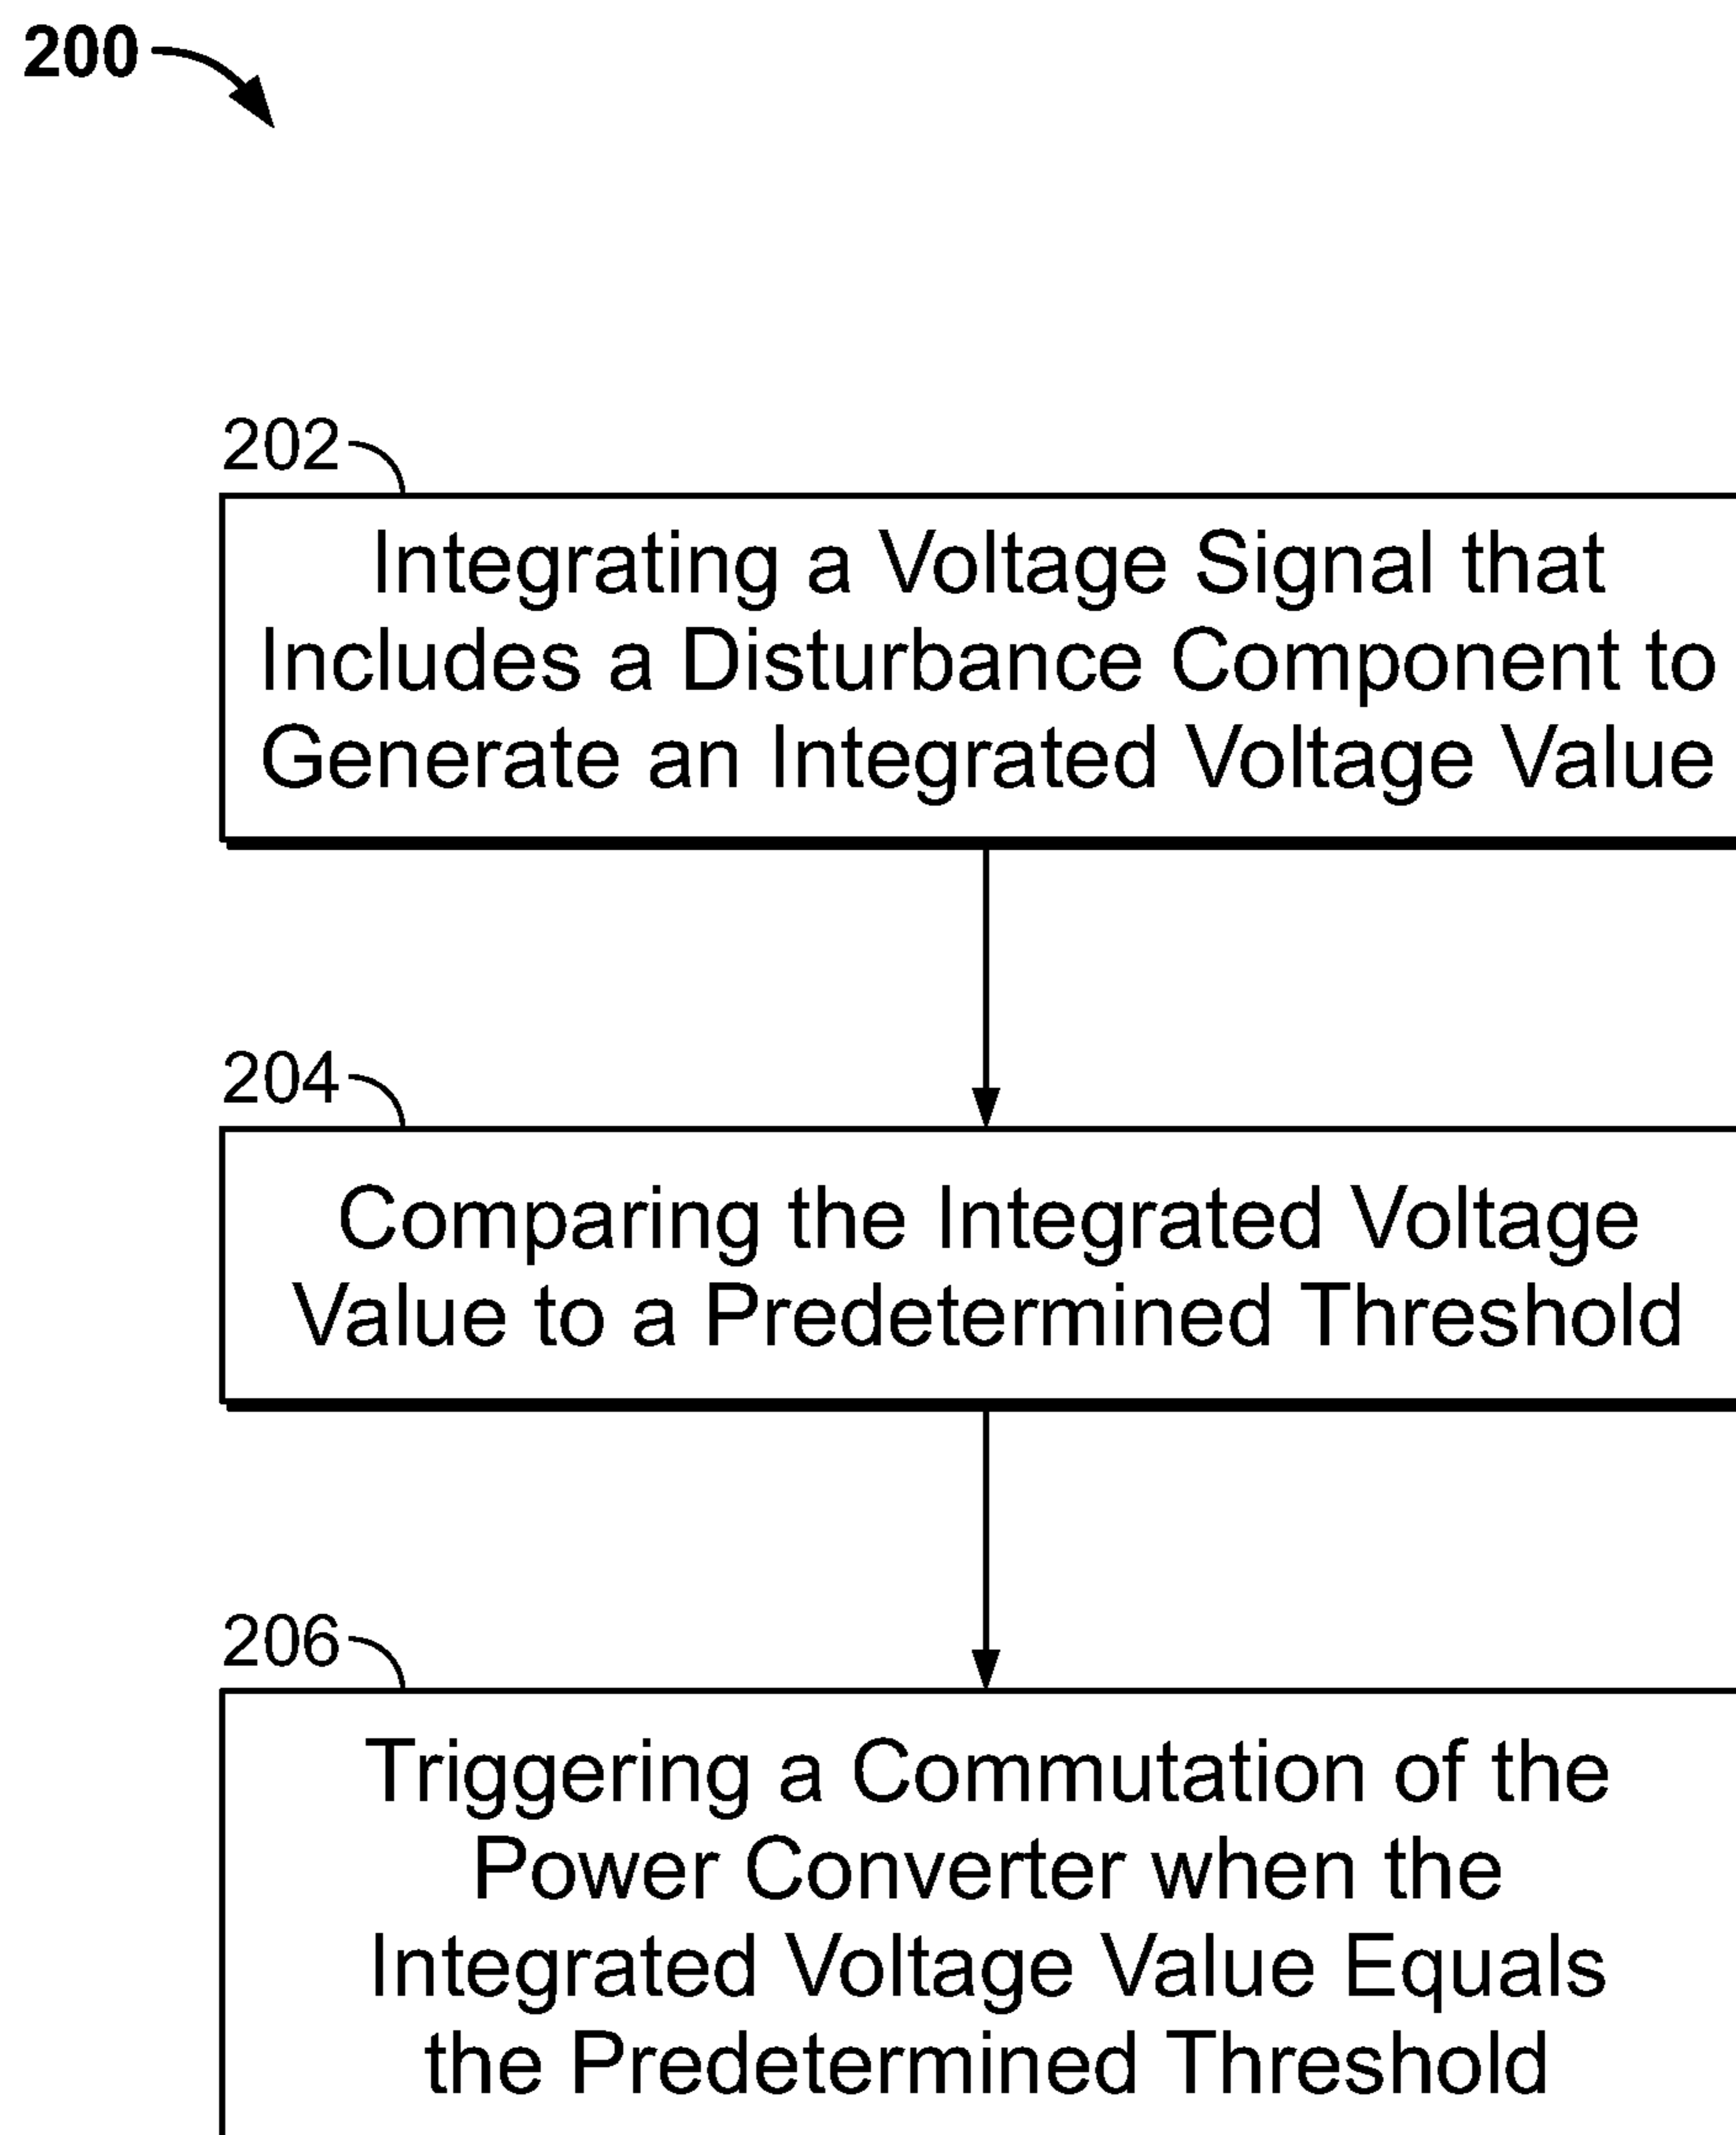 200
202
Integrating a Voltage Signal that
Includes a Disturbance Component to
Generate an Integrated Voltage Value
204
Comparing the Integrated Voltage
Value to a Predetermined Threshold
206
Triggering a Commutation of the
Power Converter when the
Integrated Voltage Value Equals
the Predetermined Threshold